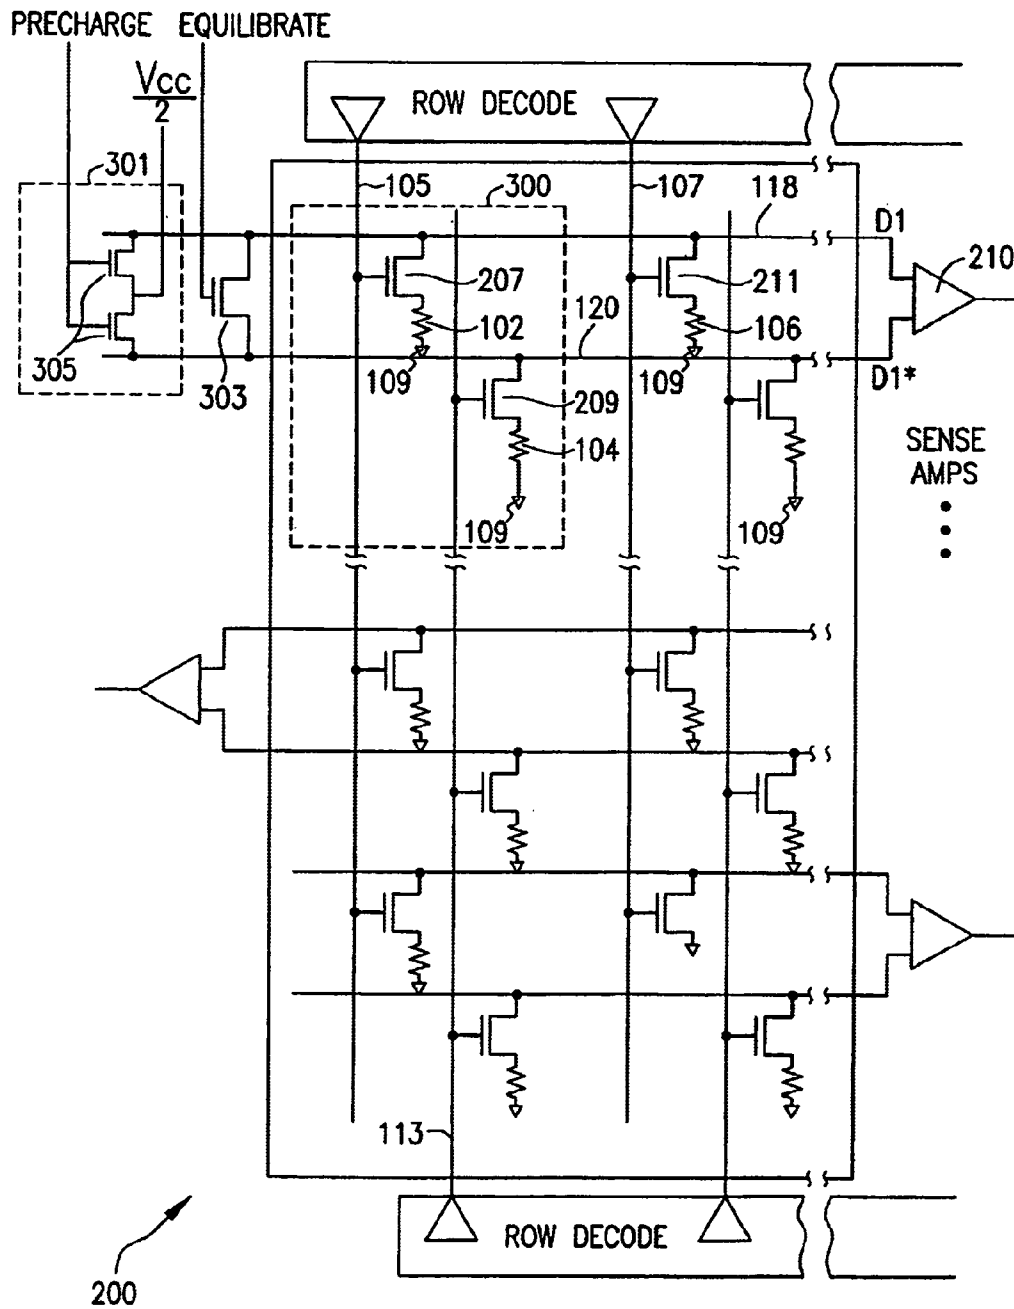 PRECHARGE EQUILIBRATE
Vcc
2
ROW DECODE
301
105
300
107
118
D1
210
207
211
102
120
106
305
303
109
109
D1*
209
104
SENSE
AMPS
109
109
113
ROW DECODE
200